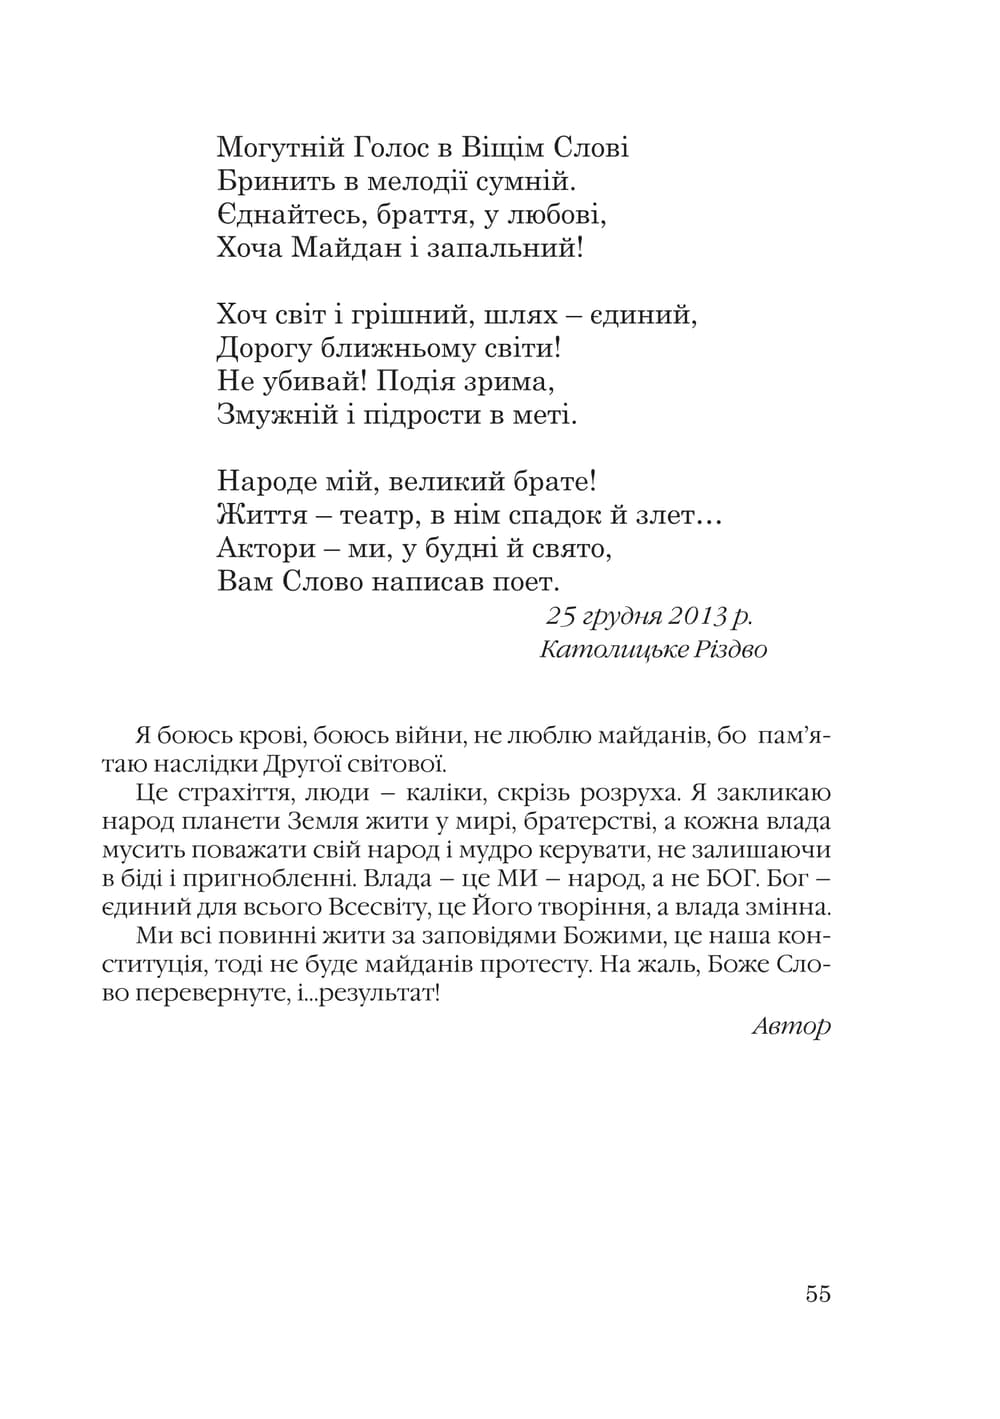 Могутній Голос в Віщім Слові
Бринить в мелодії сумній.
Єднайтесь, браття, у любові,
Хоча Майдан і запальний!
Хоч світ і грішний, шлях – єдиний,
Дорогу ближньому світи!
Не убивай! Подія зрима,
Змужній і підрости в меті.
Народе мій, великий брате!
Життя – театр, в нім спадок й злет...
Актори – ми, у будні й свято,
Вам Слово написав поет.
25 грудня 2013 р.
Католицьке Різдво
Я боюсь крові, боюсь війни, не люблю майданів, бо пам’я-
таю наслідки Другої світової.
Це страхіття, люди – каліки, скрізь розруха. Я закликаю
народ планети Земля жити у мирі, братерстві, а кожна влада
мусить поважати свій народ і мудро керувати, не залишаючи
в біді і пригнобленні. Влада – це МИ – народ, а не БОГ. Бог –
єдиний для всього Всесвіту, це Його творіння, а влада змінна.
Ми всі повинні жити за заповідями Божими, це наша кон-
ституція, тоді не буде майданів протесту. На жаль, Боже Сло-
во перевернуте, і...результат!
Автор
55